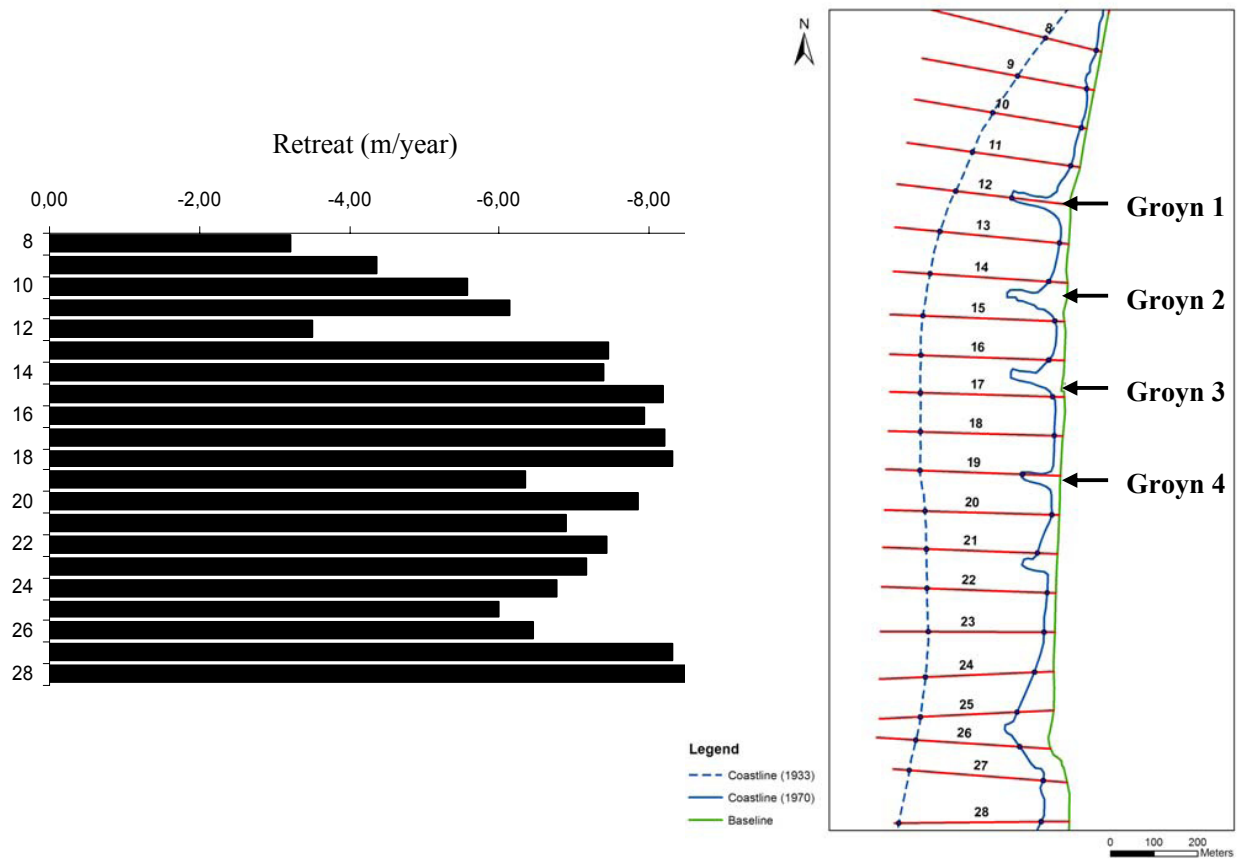 Retreat (m/year)
0,00 -2,00 -4,00 -6,00 -8,00
8
10
12
14
16
18
20
22
24
26
28
N
8
9
10
11
12
13
14
15
16
17
18
19
20
21
22
23
24
25
26
27
28
Groyn 1
Groyn 2
Groyn 3
Groyn 4
Legend
Coastline (1933)
Coastline (1970)
Baseline
0 100 200
Meters